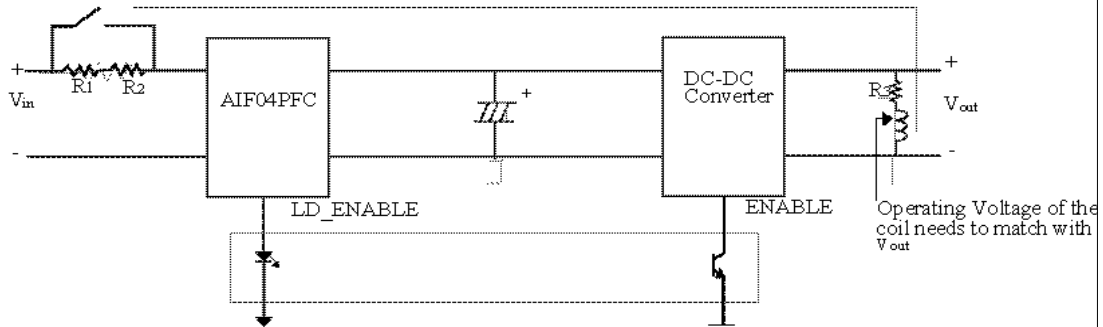 +
R1 R2
Vin
-
AIF04PFC
LD_ENABLE
+
DC-DC
Converter
ENABLE
+
R3
Vout
-
Operating Voltage of the
coil needs to match with
Vout